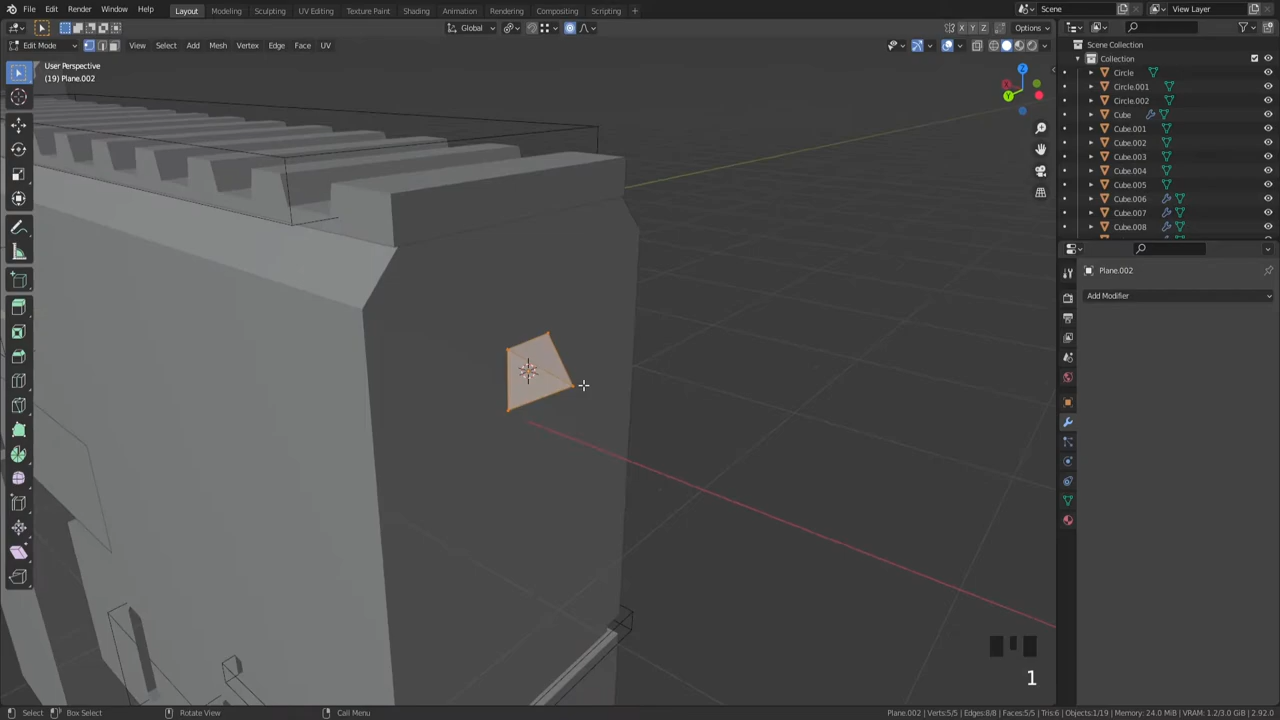 File Edit Render Window Help
Layout Modeling Sculpting UV Editing Texture Paint Shading Animation Rendering Compositing Scripting +
Scene
View Layer
Global
X Y Z
Options
Edit Mode
View Select Add Mesh Vertex Edge Face UV
User Perspective
(19) Plane.002
Z
Y
Scene Collection
Collection
Circle
Circle.001
Circle.002
Cube
Cube.001
Cube.002
Cube.003
Cube.004
Cube.005
Cube.006
Cube.007
Cube.008
Plane.002
Add Modifier
1
Select
Box Select
Rotate View
Call Menu
Plane.002 | Verts:5/5 | Edges:8/8 | Faces:5/5 | Tris:6 | Objects:1/19 | Memory: 24.0 MiB | VRAM: 1.2/3.0 GiB | 2.92.0